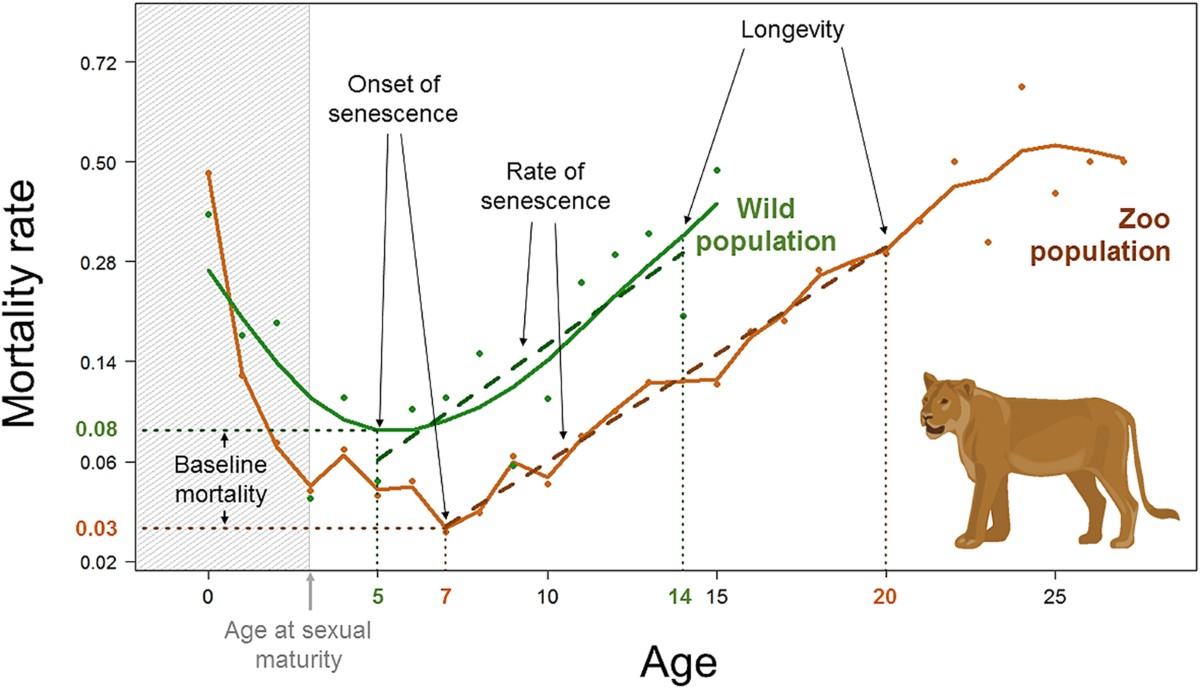 Mortality rate
0.72
0.50
0.28
0.14
0.08
0.06
0.03
0.02
Onset of
senescence
Rate of
senescence
Longevity
Wild
population
Zoo
population
Baseline
mortality
0
5
7
10
14
15
20
25
Age at sexual
maturity
Age